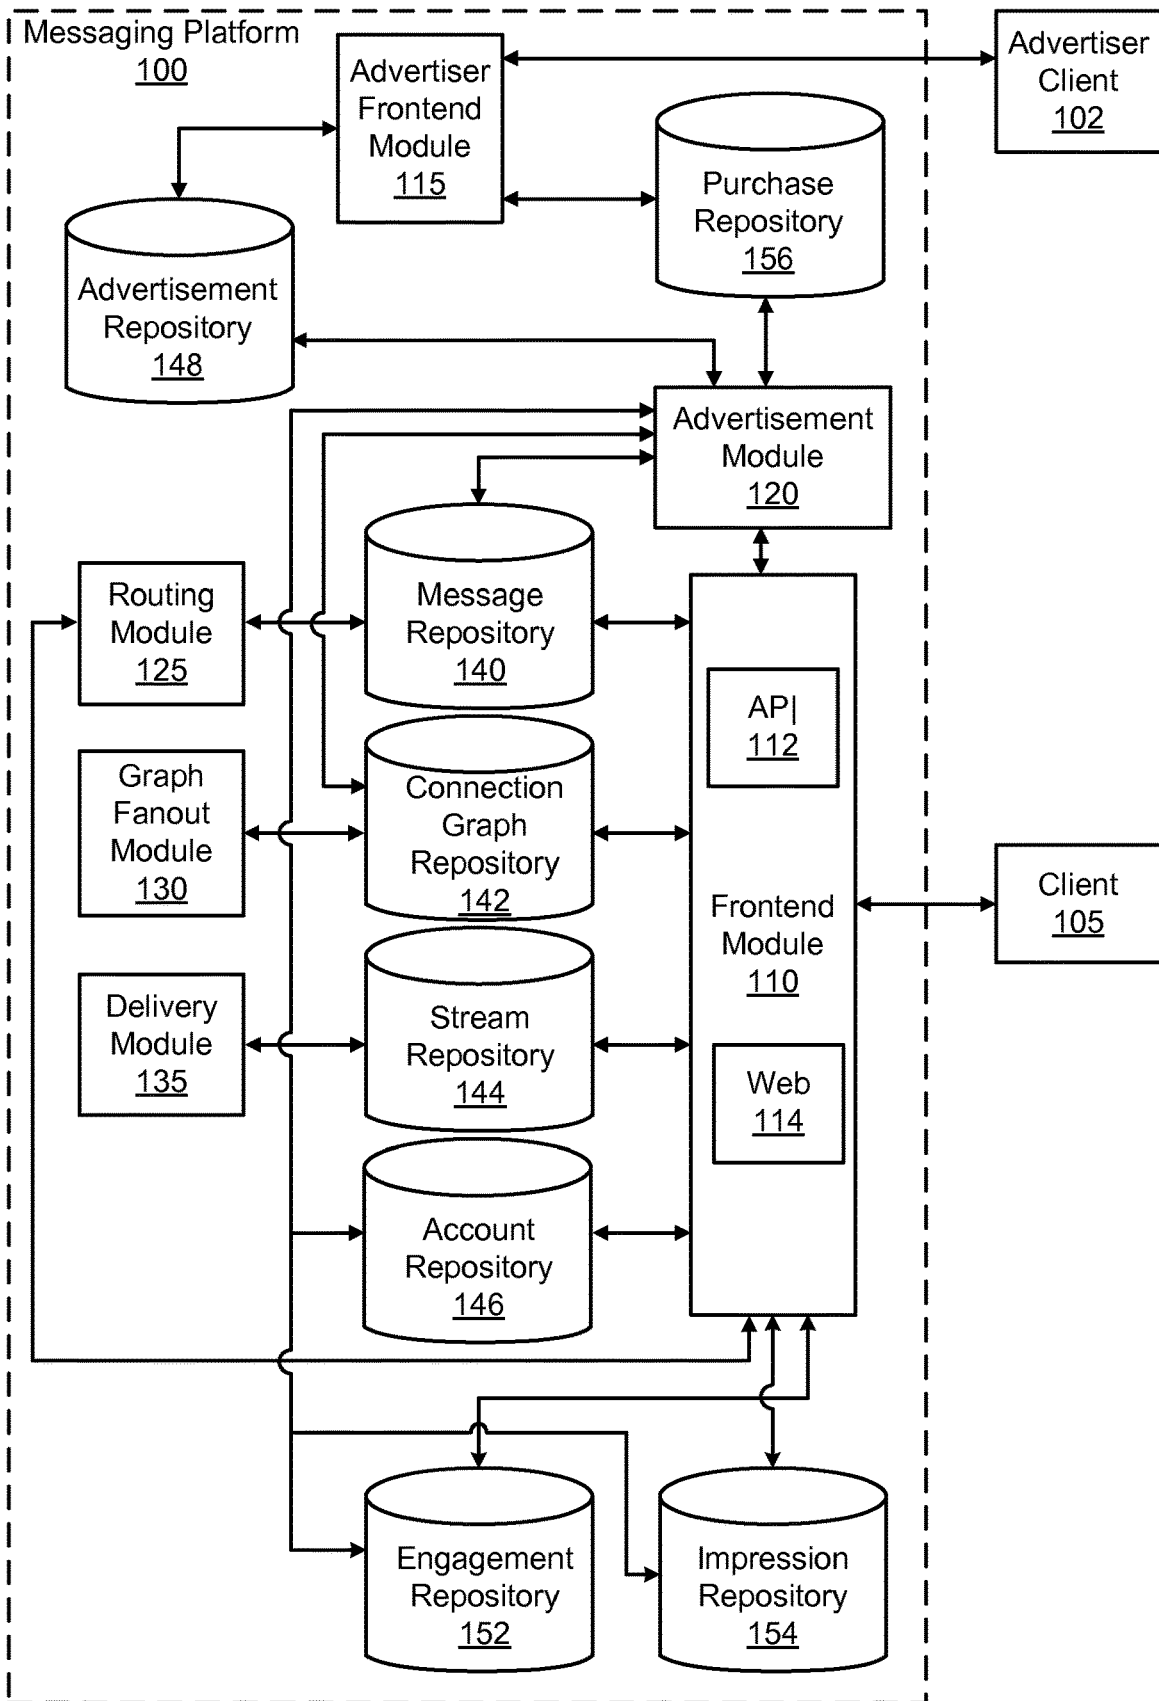 Messaging Platform
100
Advertiser
Frontend
Module
115
Advertiser
Client
102
Purchase
Repository
156
Advertisement
Repository
148
Advertisement
Module
120
Routing
Module
125
Message
Repository
140
API
112
Graph
Fanout
Module
130
Connection
Graph
Repository
142
Frontend
Module
110
Client
105
Delivery
Module
135
Stream
Repository
144
Web
114
Account
Repository
146
Engagement
Repository
152
Impression
Repository
154